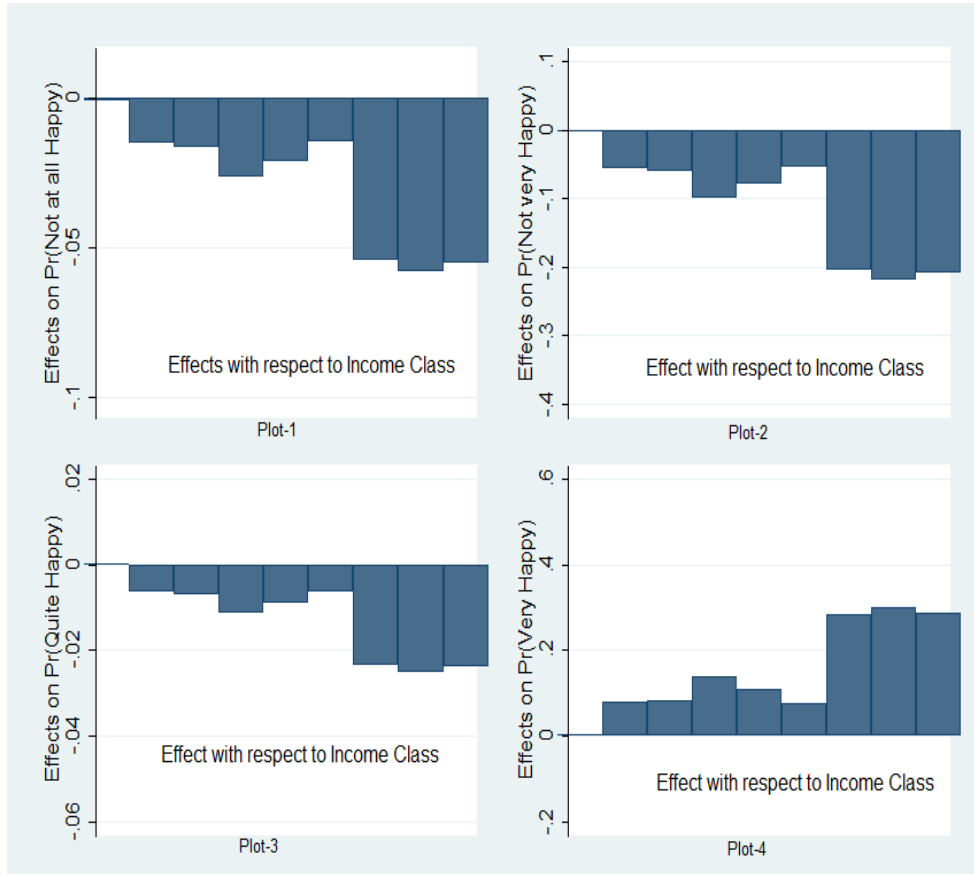 Effects on Pr(Not at all Happy)
0
-.05
-.1
Effects with respect to Income Class
Plot-1
Effects on Pr(Not very Happy)
.1
0
-.1
-.2
-.3
-.4
Effect with respect to Income Class
Plot-2
Effects on Pr(Quite Happy)
.02
0
-.02
-.04
-.06
Effect with respect to Income Class
Plot-3
Effects on Pr(Very Happy)
.6
.4
.2
0
-.2
Effect with respect to Income Class
Plot-4